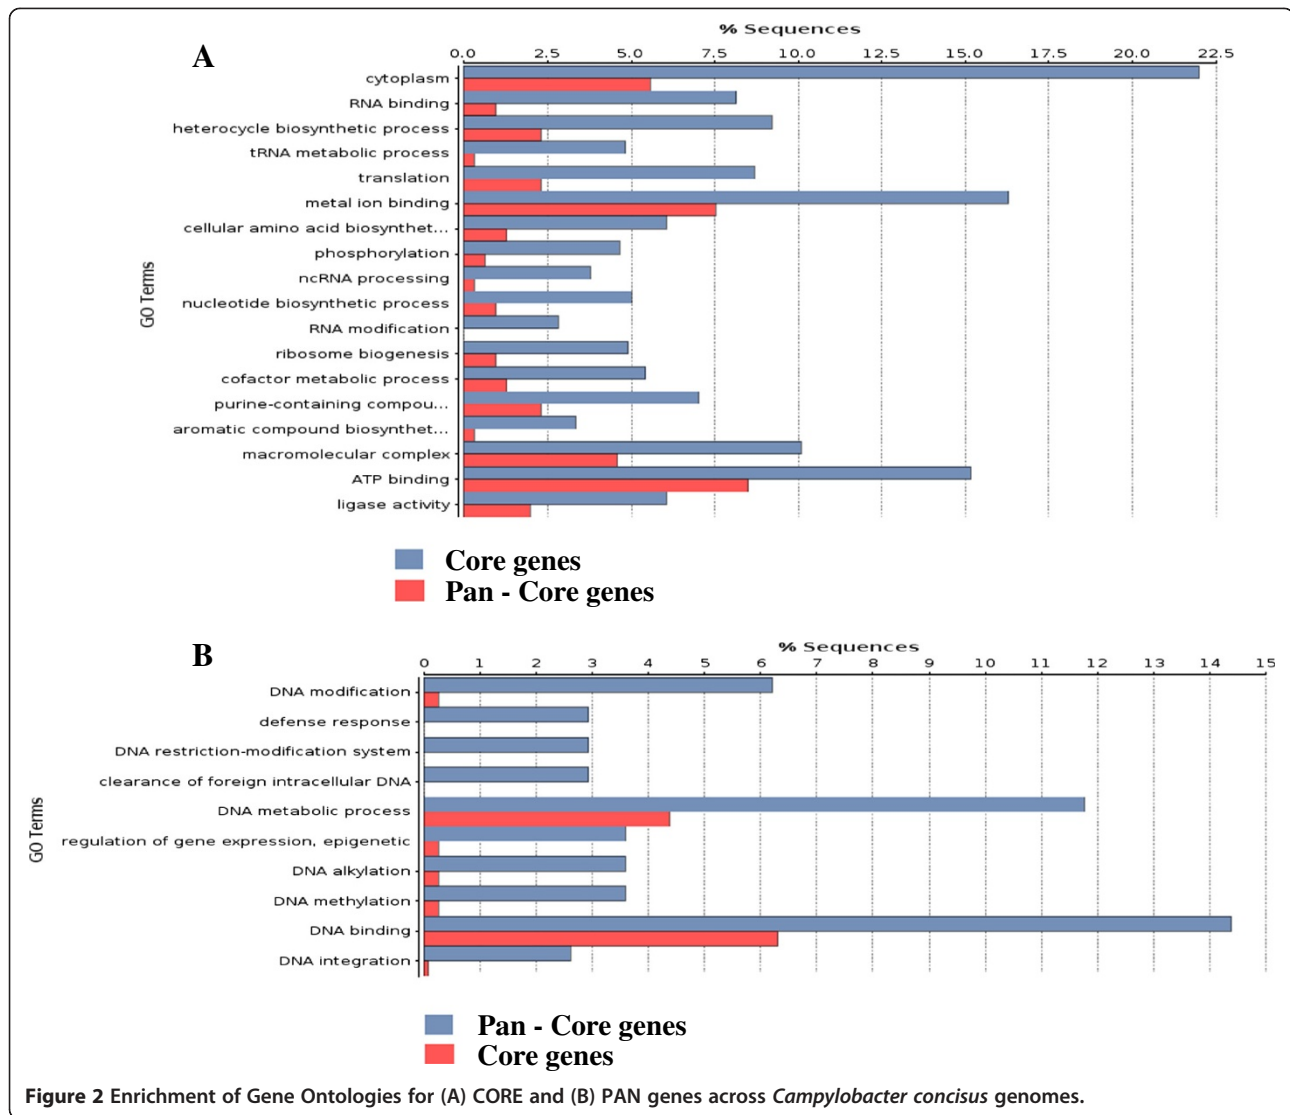 A
% Sequences
0.0 2.5 5.0 7.5 10.0 12.5 15.0 17.5 20.0 22.5
GO Terms
cytoplasm
RNA binding
heterocycle biosynthetic process
tRNA metabolic process
translation
metal ion binding
cellular amino acid biosynthet...
phosphorylation
ncRNA processing
nucleotide biosynthetic process
RNA modification
ribosome biogenesis
cofactor metabolic process
purine-containing compou...
aromatic compound biosynthet...
macromolecular complex
ATP binding
ligase activity
Core genes
Pan - Core genes
B
% Sequences
0 1 2 3 4 5 6 7 8 9 10 11 12 13 14 15
GO Terms
DNA modification
defense response
DNA restriction-modification system
clearance of foreign intracellular DNA
DNA metabolic process
regulation of gene expression, epigenetic
DNA alkylation
DNA methylation
DNA binding
DNA integration
Pan - Core genes
Core genes
Figure 2 Enrichment of Gene Ontologies for (A) CORE and (B) PAN genes across Campylobacter concisus genomes.